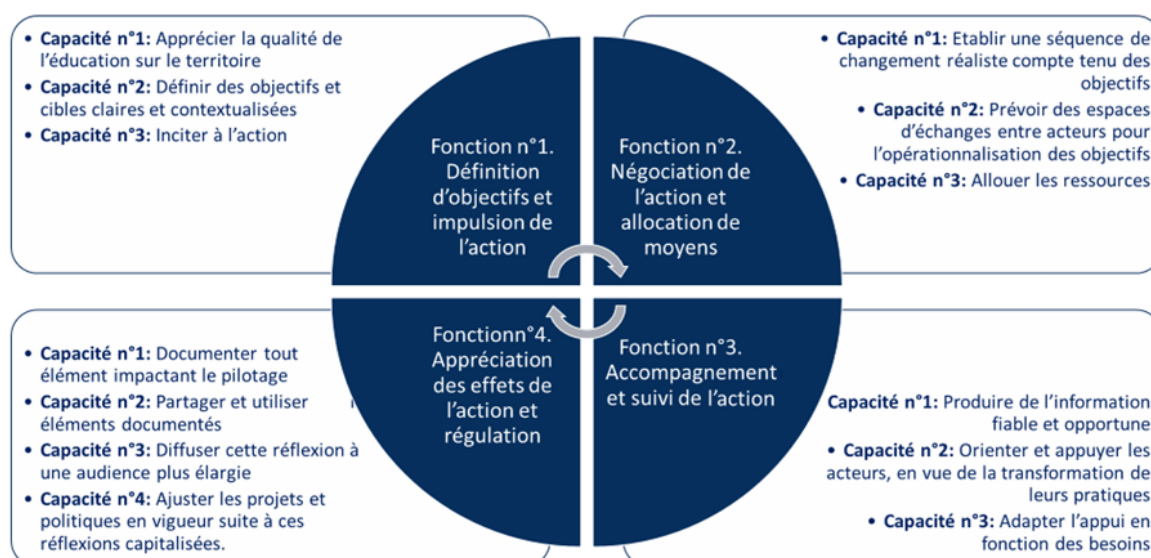 • Capacité n°1: Apprécier la qualité de
l'éducation sur le territoire
• Capacité n°2: Définir des objectifs et
cibles claires et contextualisées
• Capacité n°3: Inciter à l'action
Fonction n°1.
Définition
d'objectifs et
impulsion de
l'action
Fonction n°2.
Négociation de
l'action et
allocation de
moyens
• Capacité n°1: Etablir une séquence de
changement réaliste compte tenu des
objectifs
• Capacité n°2: Prévoir des espaces
d'échanges entre acteurs pour
l'opérationnalisation des objectifs
• Capacité n°3: Allouer les ressources
• Capacité n°1: Documenter tout
élément impactant le pilotage
• Capacité n°2: Partager et utiliser
éléments documentés
• Capacité n°3: Diffuser cette réflexion à
une audience plus élargie
• Capacité n°4: Ajuster les projets et
politiques en vigueur suite à ces
réflexions capitalisées.
Fonctionn°4.
Appréciation
des effets de
l'action et
régulation
Fonction n°3.
Accompagnement
et suivi de l'action
Capacité n°1: Produire de l'information
fiable et opportune
• Capacité n°2: Orienter et appuyer les
acteurs, en vue de la transformation de
leurs pratiques
• Capacité n°3: Adapter l'appui en
fonction des besoins